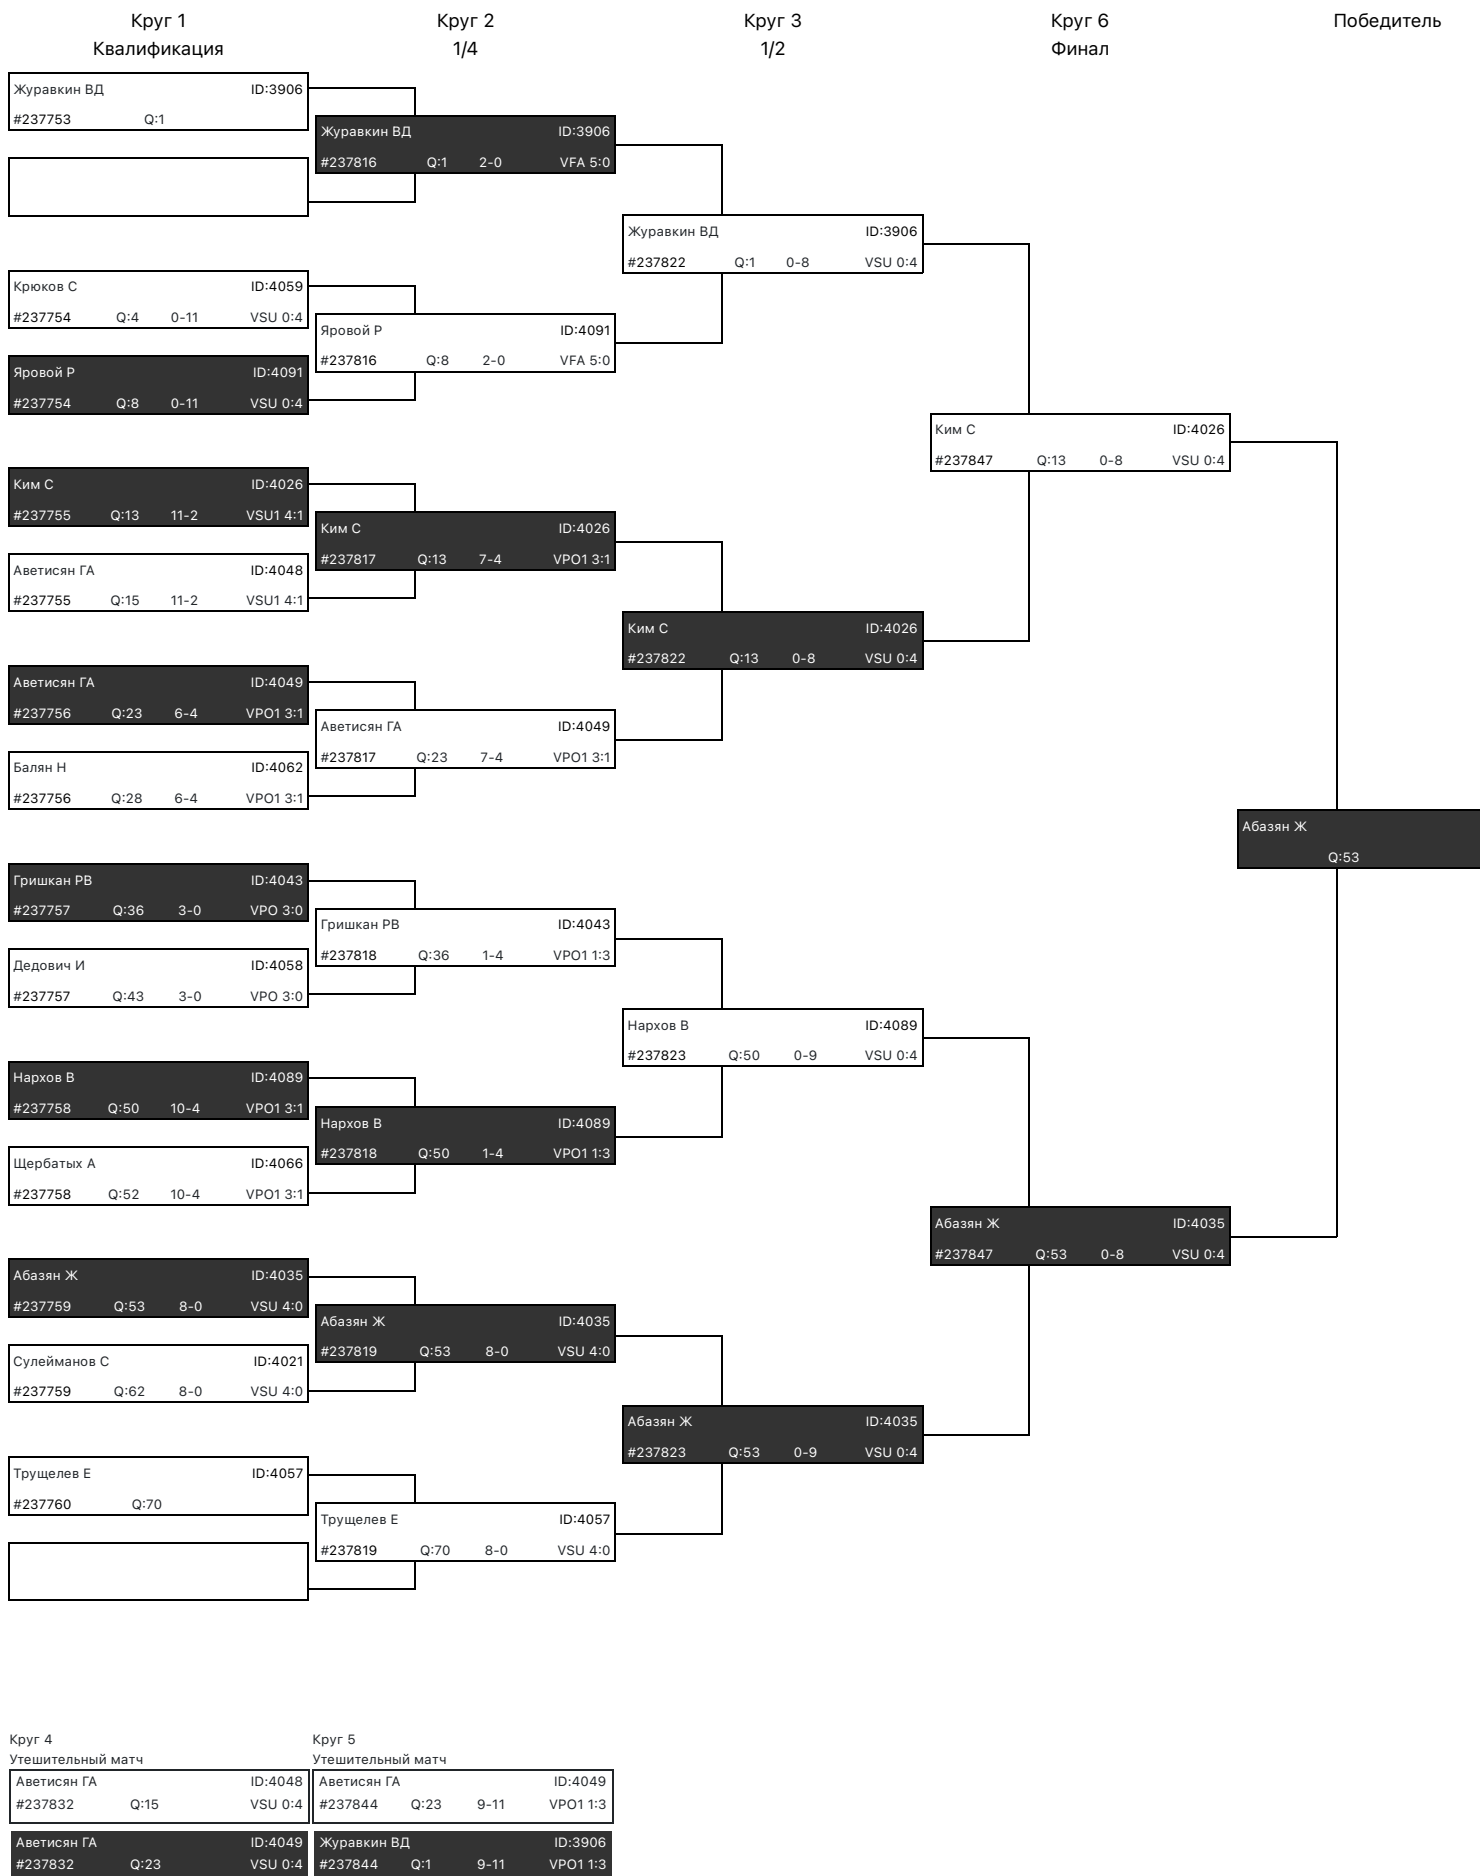 Круг 1
Квалификация
Круг 2
1/4
Круг 3
1/2
Круг 6
Финал
Победитель
Журавкин ВД ID:3906
#237753 Q:1
Крюков С ID:4059
#237754 Q:4 0-11 VSU 0:4
Яровой Р ID:4091
#237754 Q:8 0-11 VSU 0:4
Ким С ID:4026
#237755 Q:13 11-2 VSU1 4:1
Аветисян ГА ID:4048
#237755 Q:15 11-2 VSU1 4:1
Аветисян ГА ID:4049
#237756 Q:23 6-4 VPO1 3:1
Балян Н ID:4062
#237756 Q:28 6-4 VPO1 3:1
Гришкан РВ ID:4043
#237757 Q:36 3-0 VPO 3:0
Дедович И ID:4058
#237757 Q:43 3-0 VPO 3:0
Нархов В ID:4089
#237758 Q:50 10-4 VPO1 3:1
Щербатых А ID:4066
#237758 Q:52 10-4 VPO1 3:1
Абазян Ж ID:4035
#237759 Q:53 8-0 VSU 4:0
Сулейманов С ID:4021
#237759 Q:62 8-0 VSU 4:0
Трущелев Е ID:4057
#237760 Q:70
Журавкин ВД ID:3906
#237816 Q:1 2-0 VFA 5:0
Яровой Р ID:4091
#237816 Q:8 2-0 VFA 5:0
Ким С ID:4026
#237817 Q:13 7-4 VPO1 3:1
Аветисян ГА ID:4049
#237817 Q:23 7-4 VPO1 3:1
Гришкан РВ ID:4043
#237818 Q:36 1-4 VPO1 1:3
Нархов В ID:4089
#237818 Q:50 1-4 VPO1 1:3
Абазян Ж ID:4035
#237819 Q:53 8-0 VSU 4:0
Трущелев Е ID:4057
#237819 Q:70 8-0 VSU 4:0
Журавкин ВД ID:3906
#237822 Q:1 0-8 VSU 0:4
Ким С ID:4026
#237822 Q:13 0-8 VSU 0:4
Нархов В ID:4089
#237823 Q:50 0-9 VSU 0:4
Абазян Ж ID:4035
#237823 Q:53 0-9 VSU 0:4
Ким С ID:4026
#237847 Q:13 0-8 VSU 0:4
Абазян Ж ID:4035
#237847 Q:53 0-8 VSU 0:4
Абазян Ж
Q:53
Круг 4
Утешительный матч
Аветисян ГА ID:4048
#237832 Q:15 VSU 0:4
Аветисян ГА ID:4049
#237832 Q:23 VSU 0:4
Круг 5
Утешительный матч
Аветисян ГА ID:4049
#237844 Q:23 9-11 VPO1 1:3
Журавкин ВД ID:3906
#237844 Q:1 9-11 VPO1 1:3